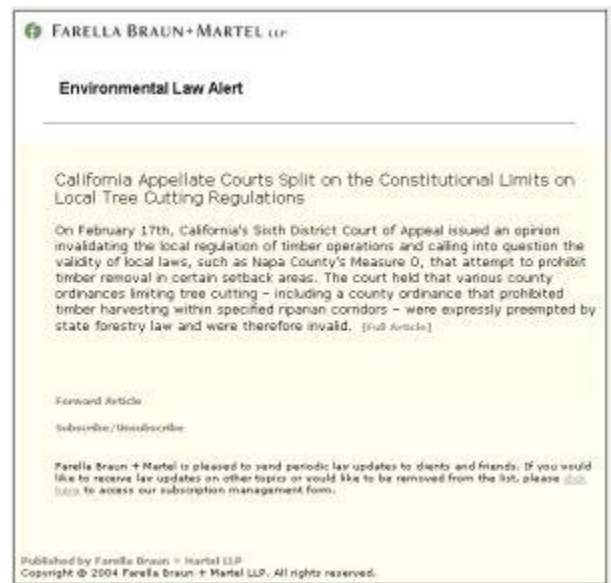 FARELLA BRAUN+MARTEL LLP
Environmental Law Alert
California Appellate Courts Split on the Constitutional Limits on
Local Tree Cutting Regulations
On February 17th, California's Sixth District Court of Appeal issued an opinion
invalidating the local regulation of timber operations and calling into question the
validity of local laws, such as Napa County's Measure O, that attempt to prohibit
timber removal in certain setback areas. The court held that various county
ordinances limiting tree cutting – including a county ordinance that prohibited
timber harvesting within specified riparian corridors – were expressly preempted by
state forestry law and were therefore invalid. [Full Article]
Forward Article
Subscribe/Unsubscribe
Farella Braun + Martel is pleased to send periodic law updates to clients and friends. If you would
like to receive law updates on other topics or would like to be removed from the list, please click
here to access our subscription management form.
Published by Farella Braun + Martel LLP
Copyright © 2004 Farella Braun + Martel LLP. All rights reserved.